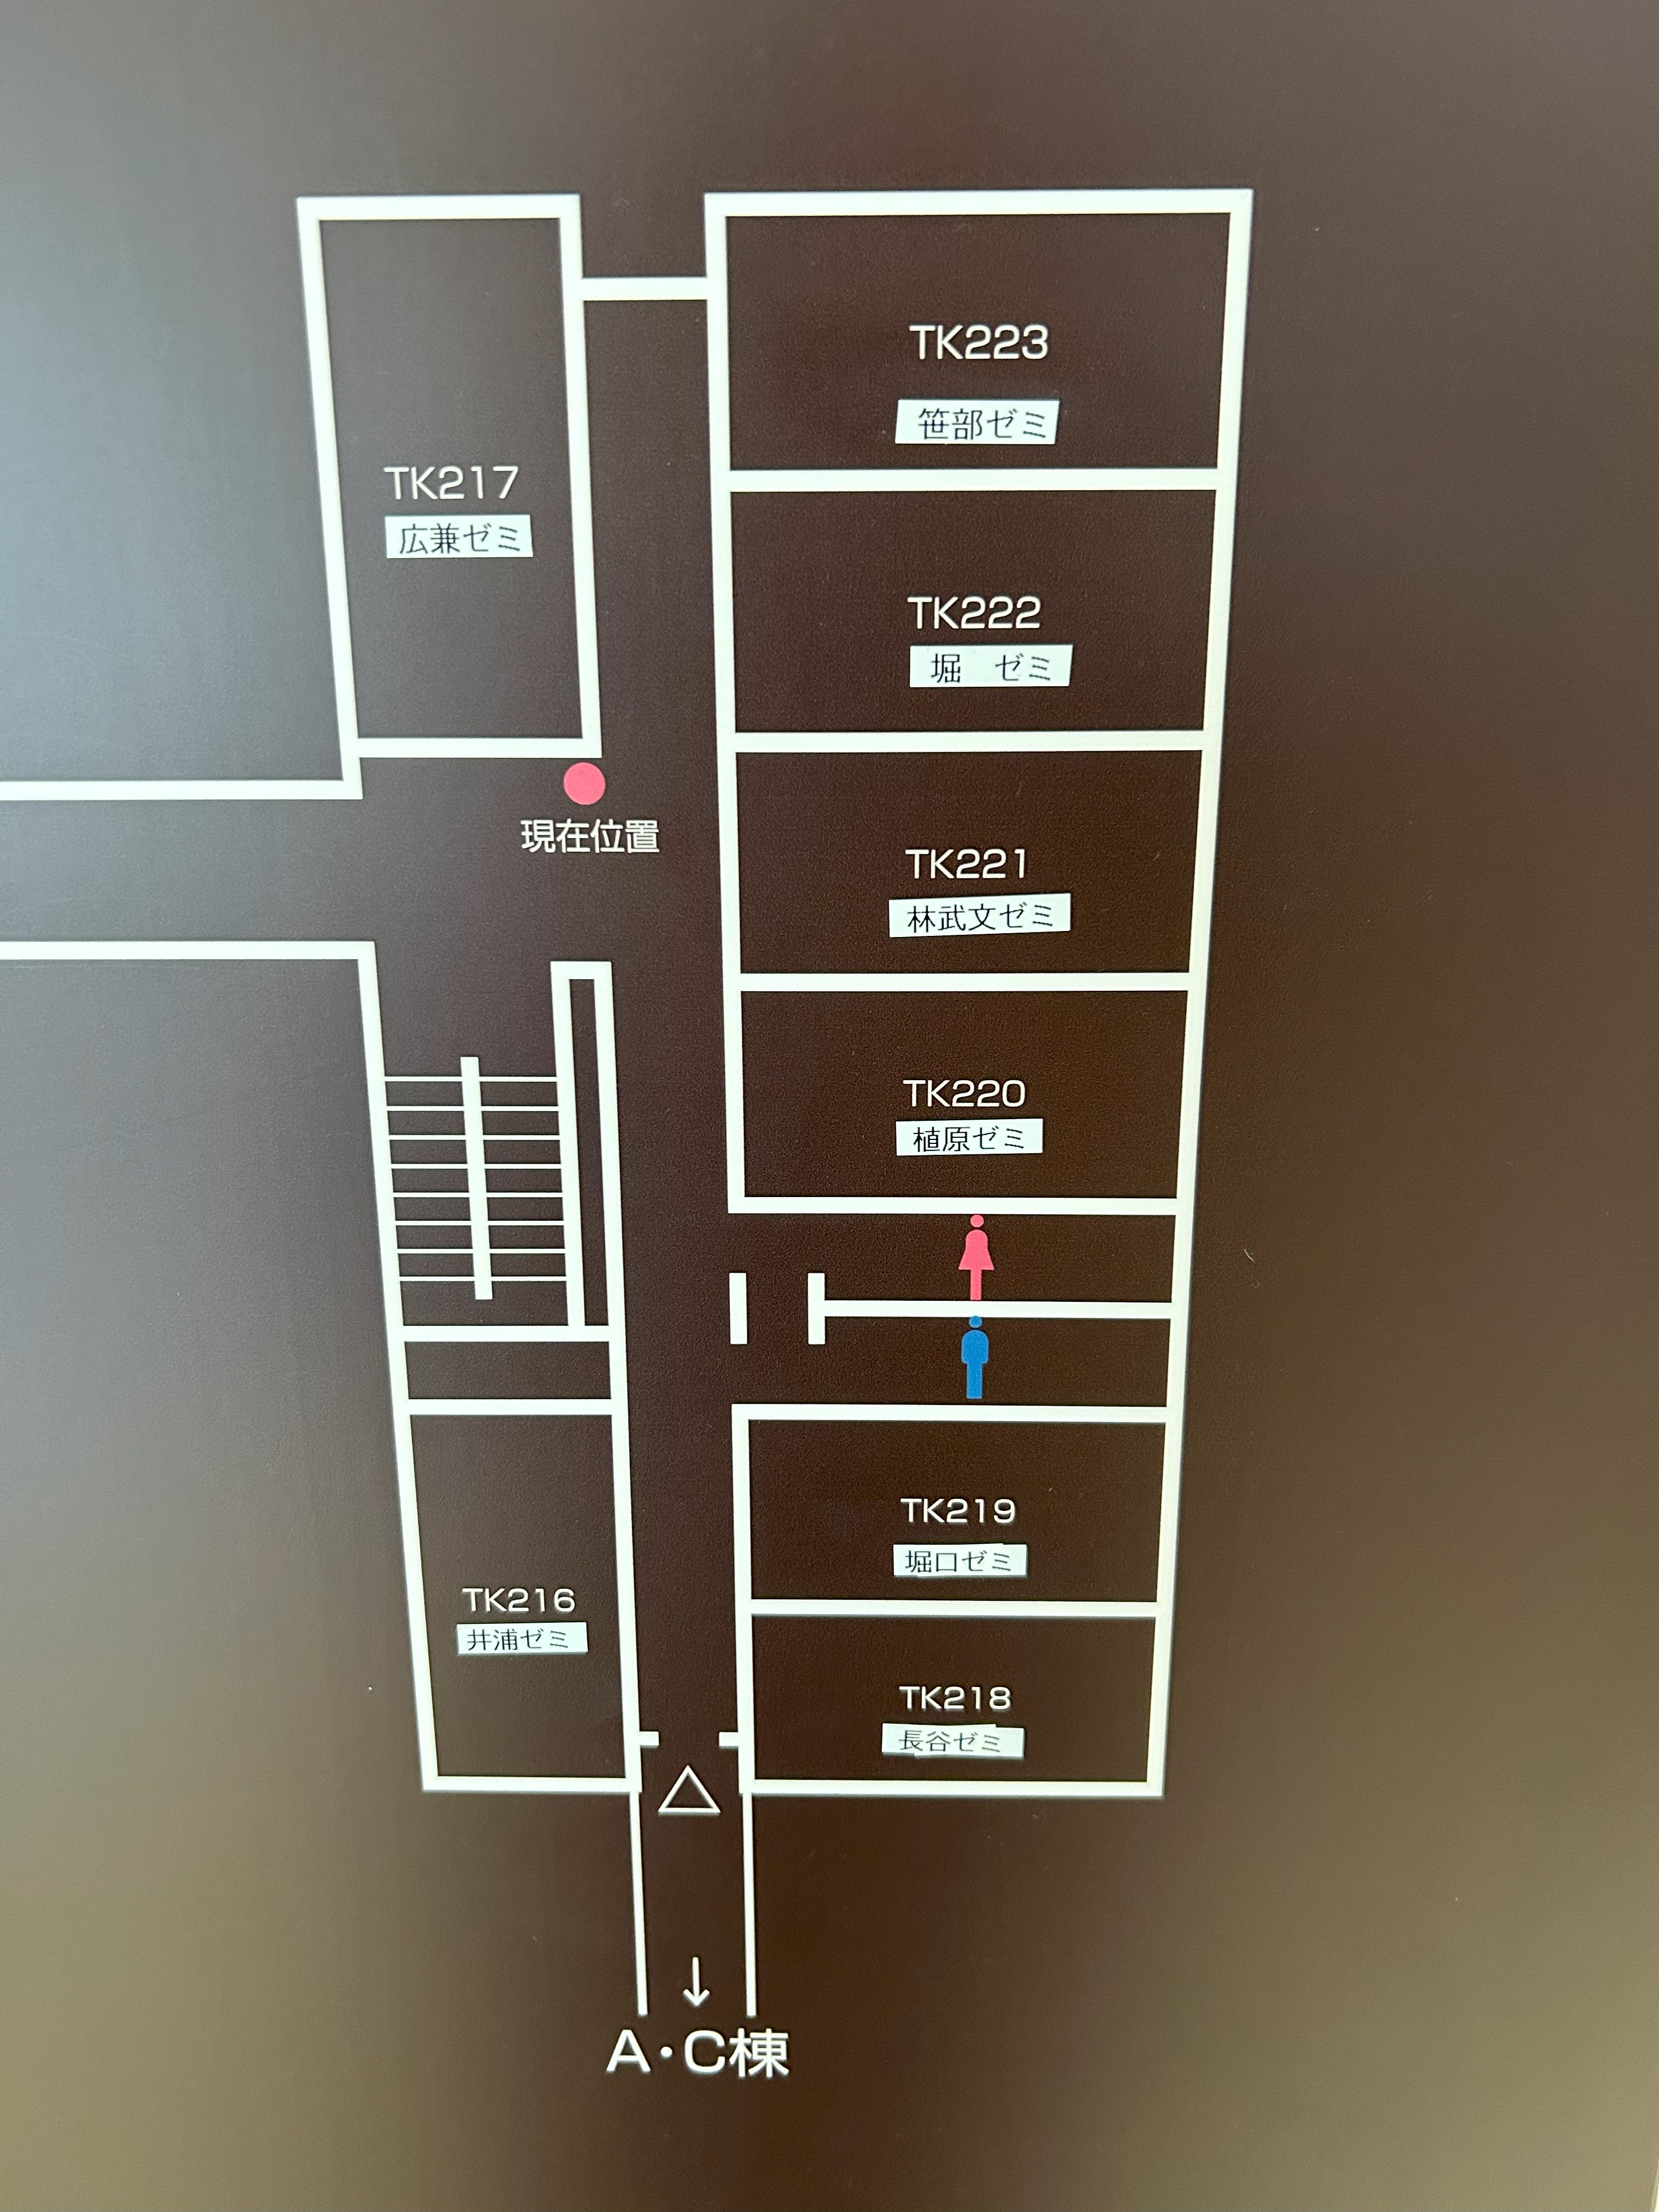 TK223
笹部ゼミ
TK217
広兼ゼミ
TK222
堀　ゼミ
現在位置
TK221
林武文ゼミ
TK220
植原ゼミ
TK219
堀口ゼミ
TK216
井浦ゼミ
TK218
長谷ゼミ
↓
A・C棟